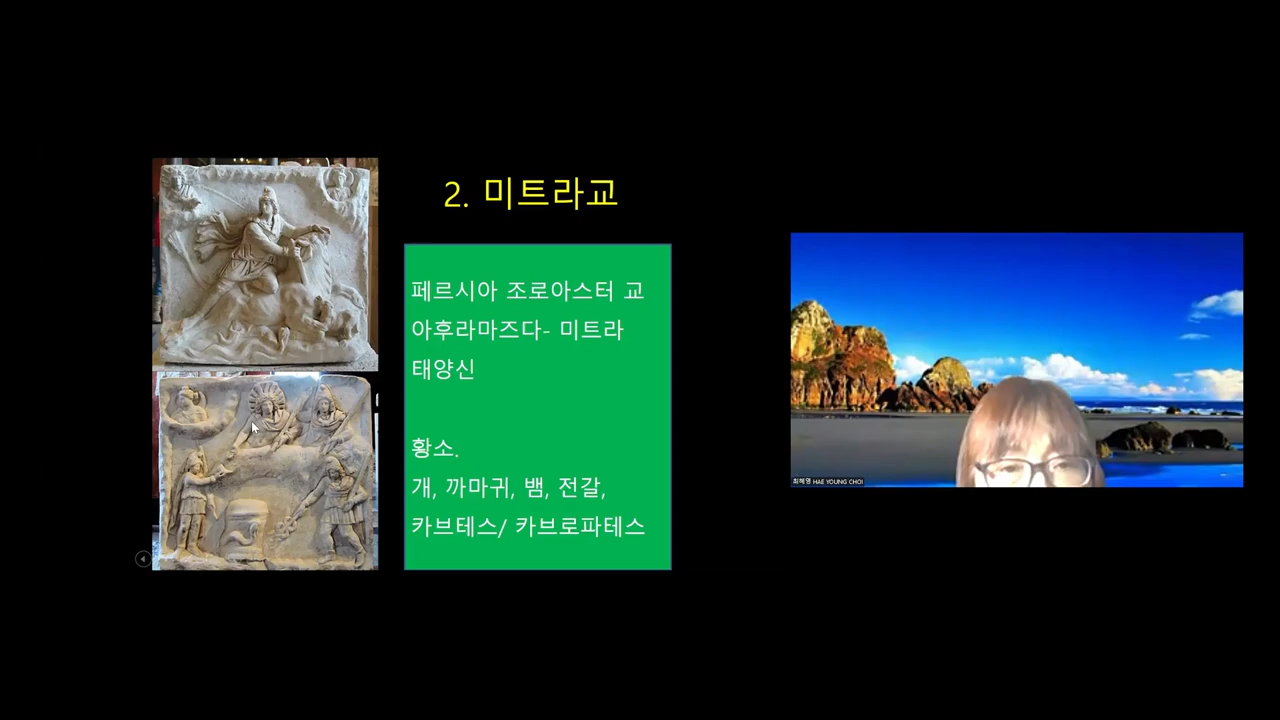 2. 미트라교
페르시아 조로아스터 교
아후라마즈다- 미트라
태양신
황소.
개, 까마귀, 뱀, 전갈,
카브테스/ 카브로파테스
최혜영 HAE YOUNG CHOI